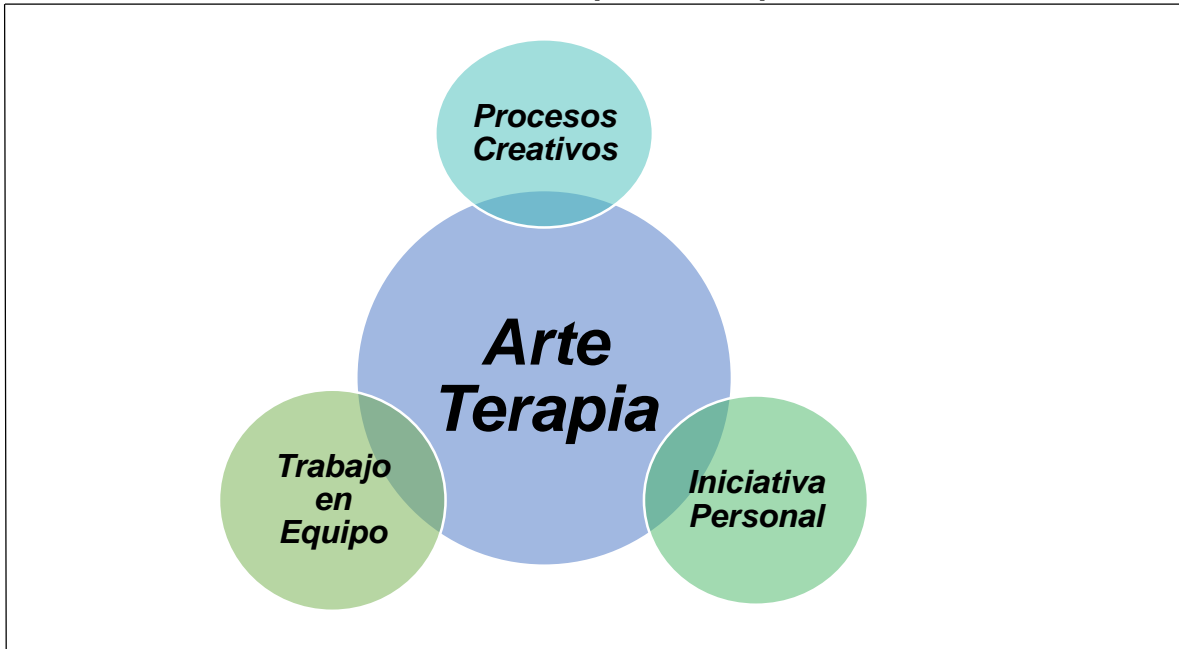 Procesos
Creativos
Arte
Terapia
Trabajo
en
Equipo
Iniciativa
Personal